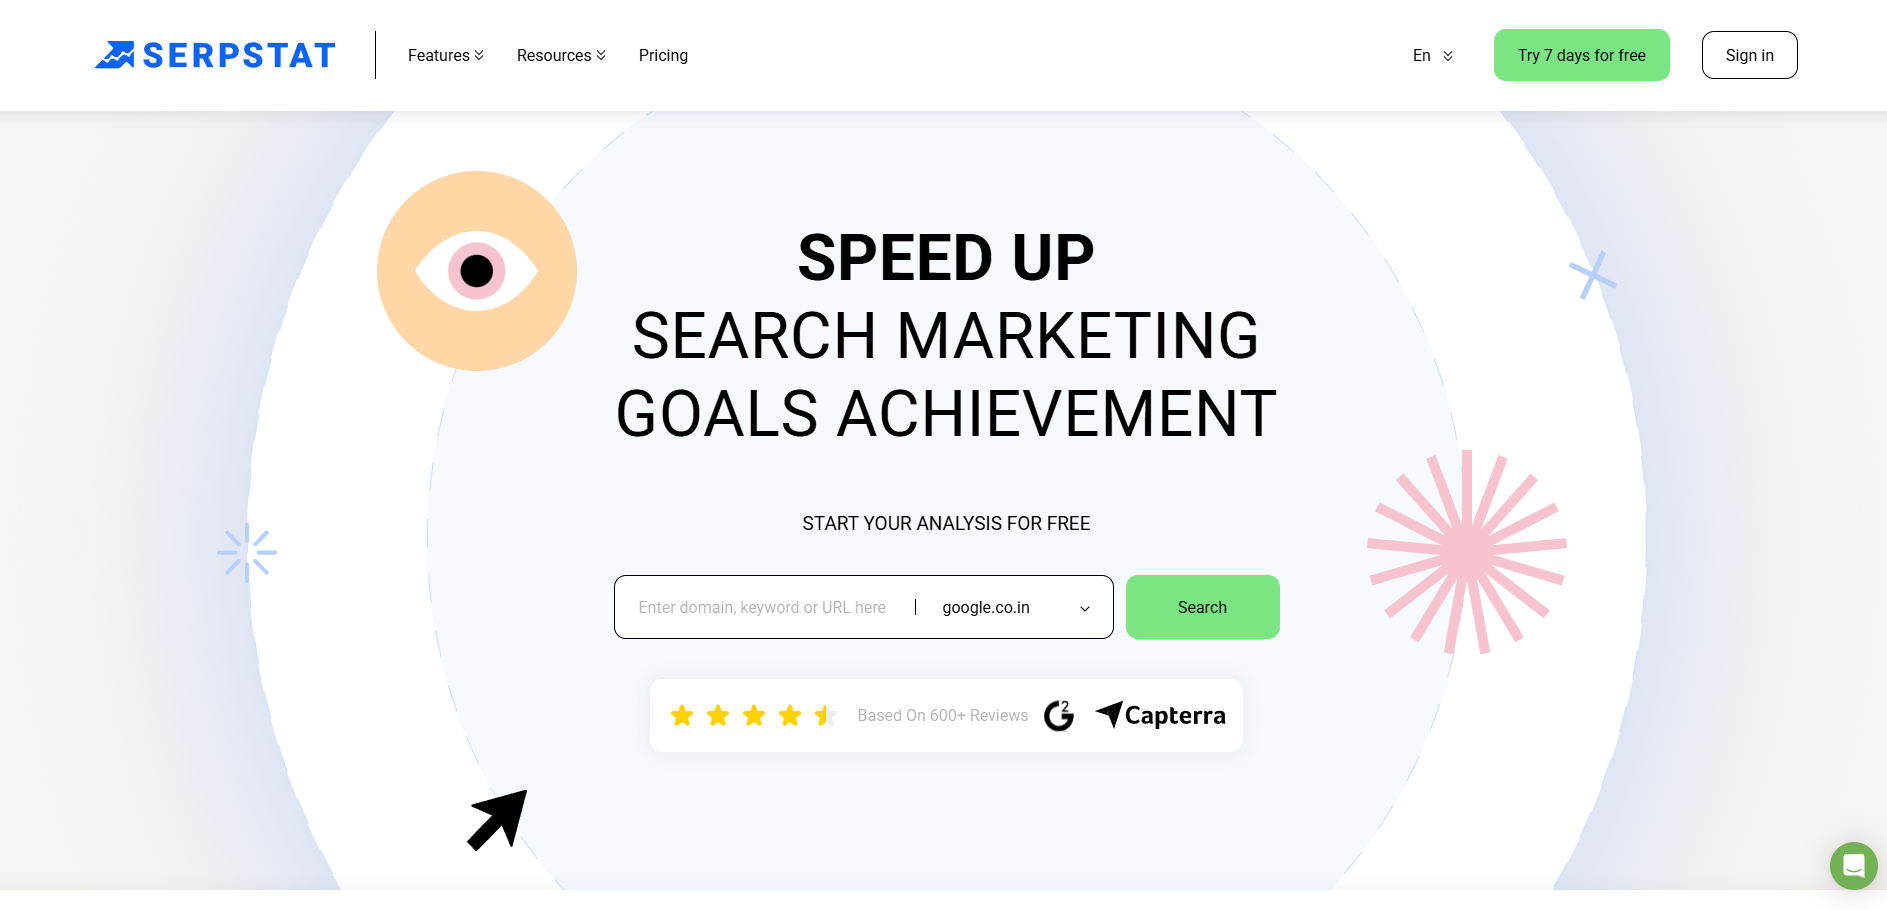 SERPSTAT
Features
Resources
Pricing
En
Try 7 days for free
Sign in
SPEED UP
SEARCH MARKETING
GOALS ACHIEVEMENT
START YOUR ANALYSIS FOR FREE
Enter domain, keyword or URL here
google.co.in
Search
Based On 600+ Reviews
G2
Capterra